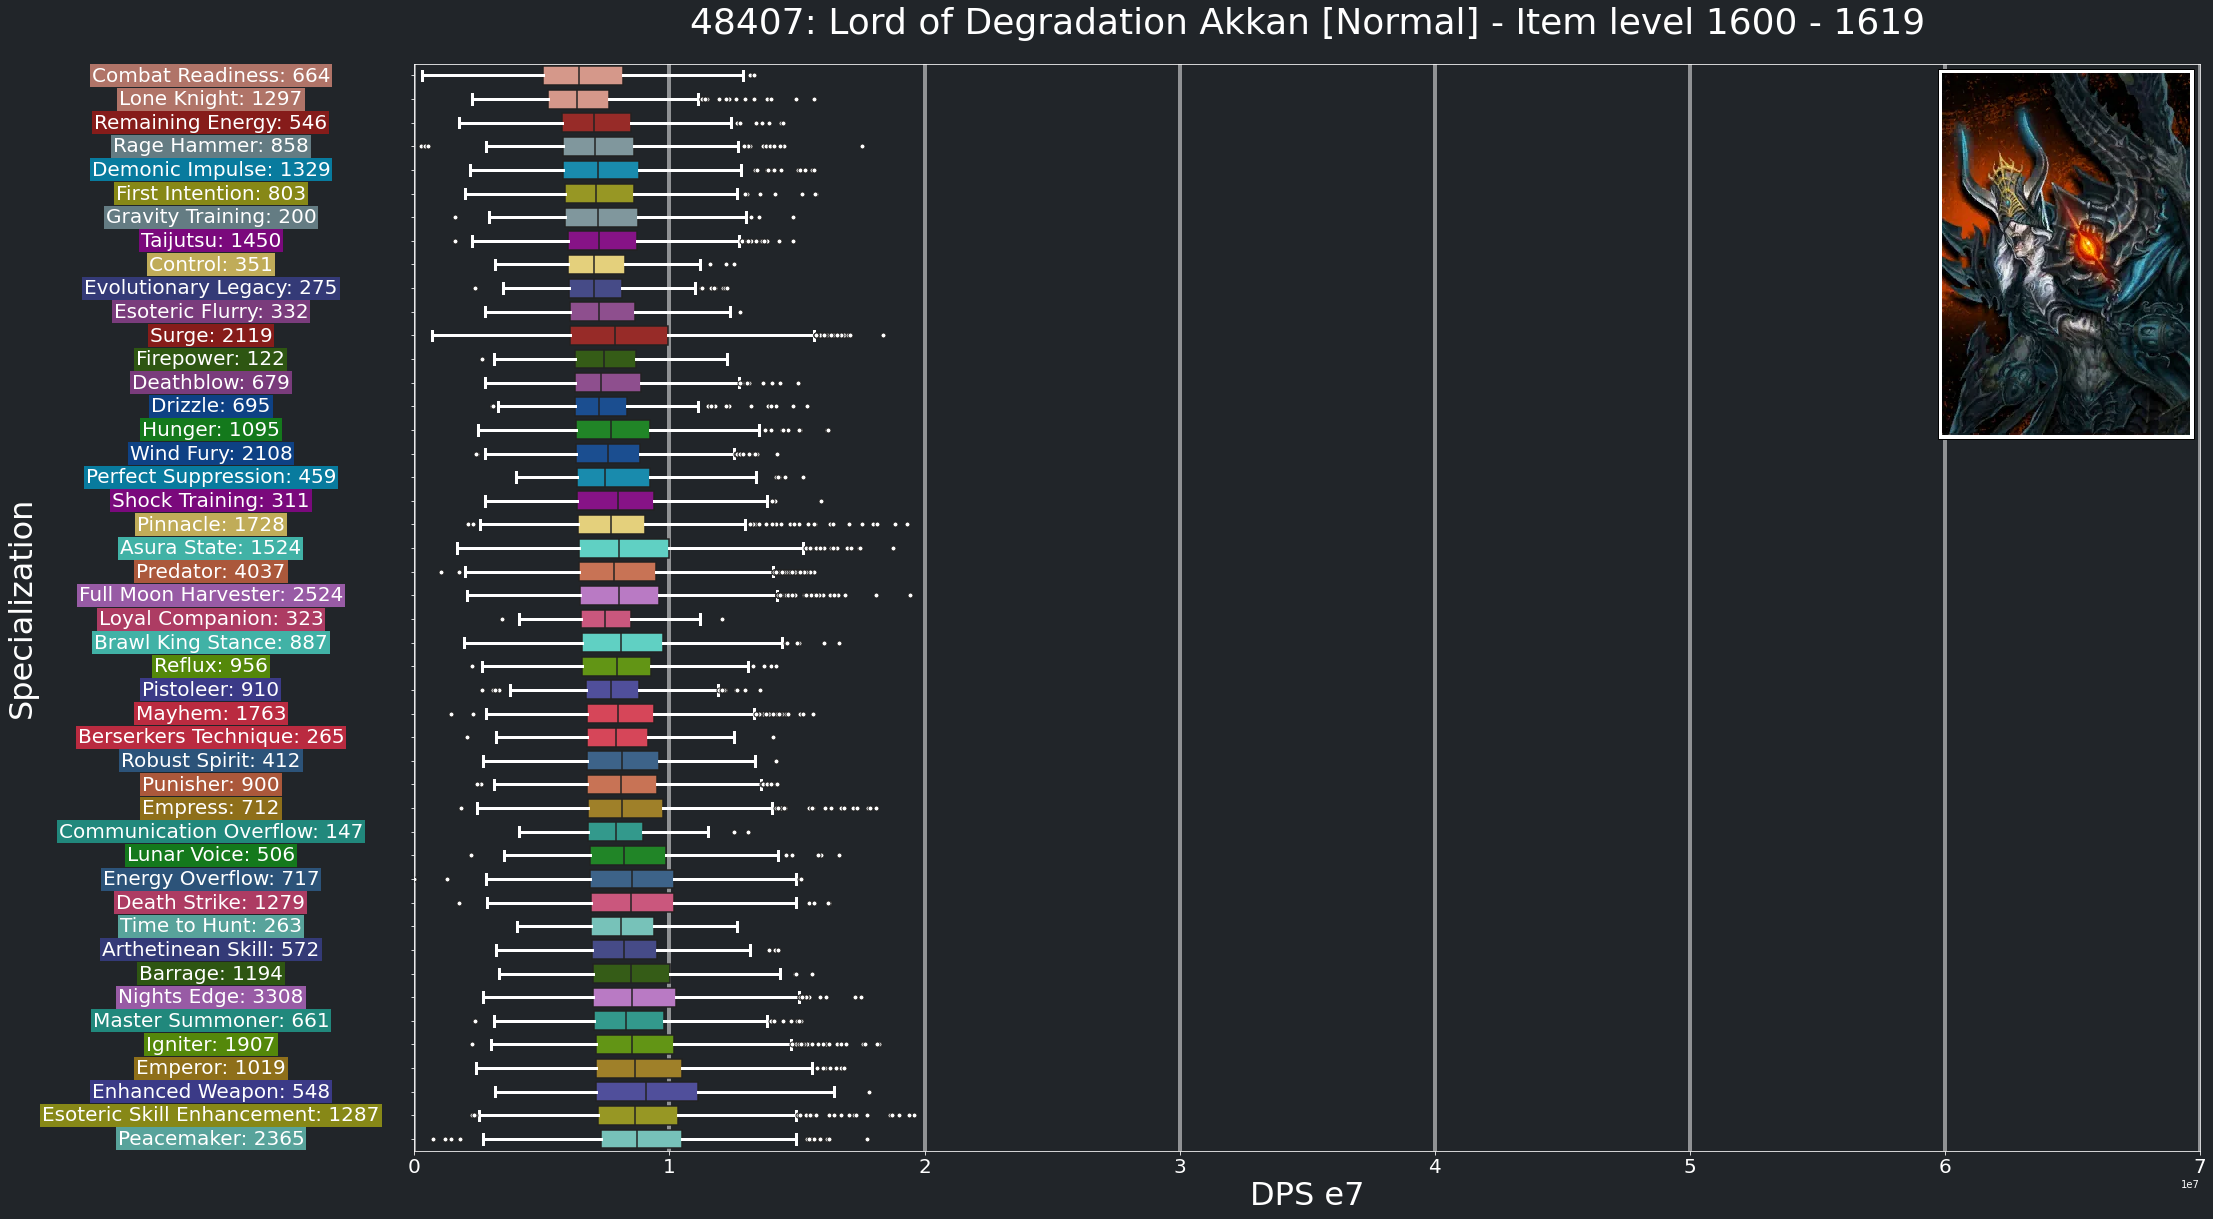 48407: Lord of Degradation Akkan [Normal] - Item level 1600 - 1619
Specialization
Combat Readiness: 664
Lone Knight: 1297
Remaining Energy: 546
Rage Hammer: 858
Demonic Impulse: 1329
First Intention: 803
Gravity Training: 200
Taijutsu: 1450
Control: 351
Evolutionary Legacy: 275
Esoteric Flurry: 332
Surge: 2119
Firepower: 122
Deathblow: 679
Drizzle: 695
Hunger: 1095
Wind Fury: 2108
Perfect Suppression: 459
Shock Training: 311
Pinnacle: 1728
Asura State: 1524
Predator: 4037
Full Moon Harvester: 2524
Loyal Companion: 323
Brawl King Stance: 887
Reflux: 956
Pistoleer: 910
Mayhem: 1763
Berserkers Technique: 265
Robust Spirit: 412
Punisher: 900
Empress: 712
Communication Overflow: 147
Lunar Voice: 506
Energy Overflow: 717
Death Strike: 1279
Time to Hunt: 263
Arthetinean Skill: 572
Barrage: 1194
Nights Edge: 3308
Master Summoner: 661
Igniter: 1907
Emperor: 1019
Enhanced Weapon: 548
Esoteric Skill Enhancement: 1287
Peacemaker: 2365
0 1 2 3 4 5 6 7
1e7
DPS e7